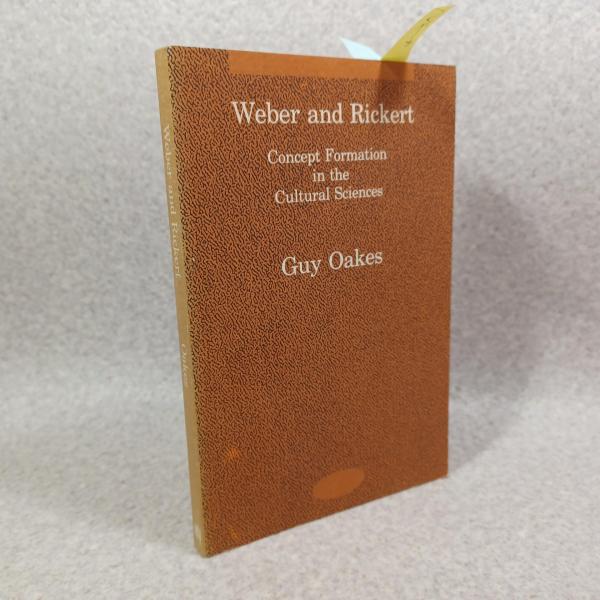 Weber and Rickert
Concept Formation
in the
Cultural Sciences
Guy Oakes
Weber and Rickert
Oakes